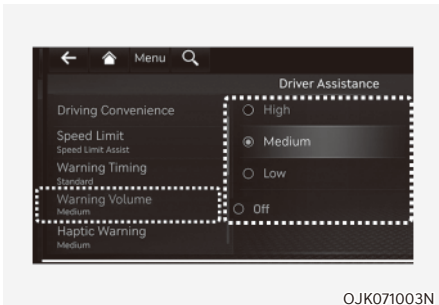 Menu
Driver Assistance
Driving Convenience
Speed Limit
Speed Limit Assist
Warning Timing
Standard
Warning Volume
Medium
Haptic Warning
Medium
High
Medium
Low
Off
OJK071003N